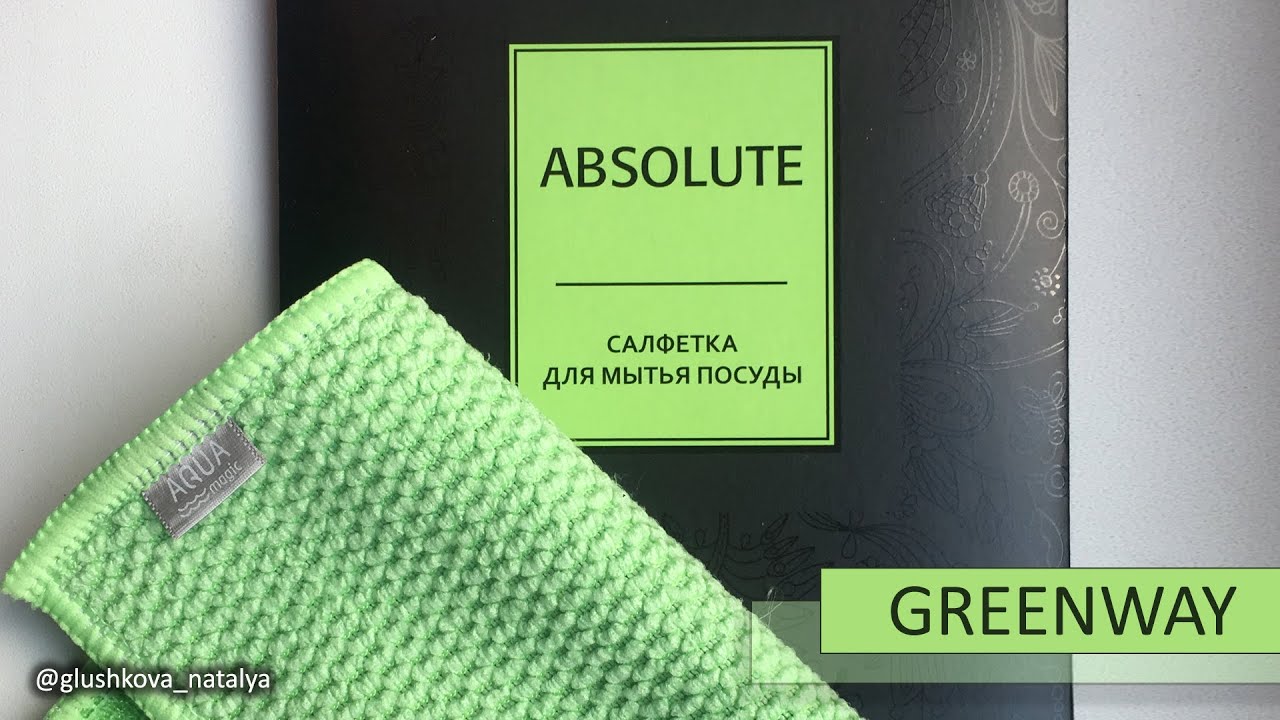 ABSOLUTE
САЛФЕТКА
ДЛЯ МЫТЬЯ ПОСУДЫ
AQUA
magic
GREENWAY
@glushkova_natalya